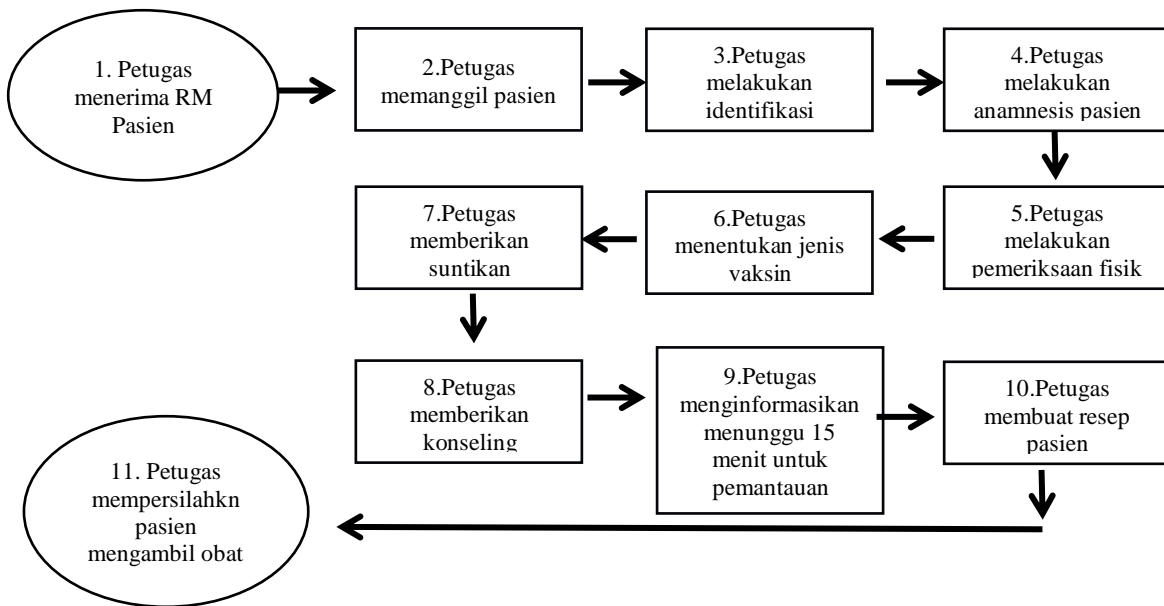 1. Petugas
menerima RM
Pasien
2.Petugas
memanggil pasien
3.Petugas
melakukan
identifikasi
4.Petugas
melakukan
anamnesis pasien
5.Petugas
melakukan
pemeriksaan fisik
6.Petugas
menentukan jenis
vaksin
7.Petugas
memberikan
suntikan
8.Petugas
memberikan
konseling
9.Petugas
menginformasikan
menunggu 15
menit untuk
pemantauan
10.Petugas
membuat resep
pasien
11. Petugas
mempersilahkn
pasien
mengambil obat